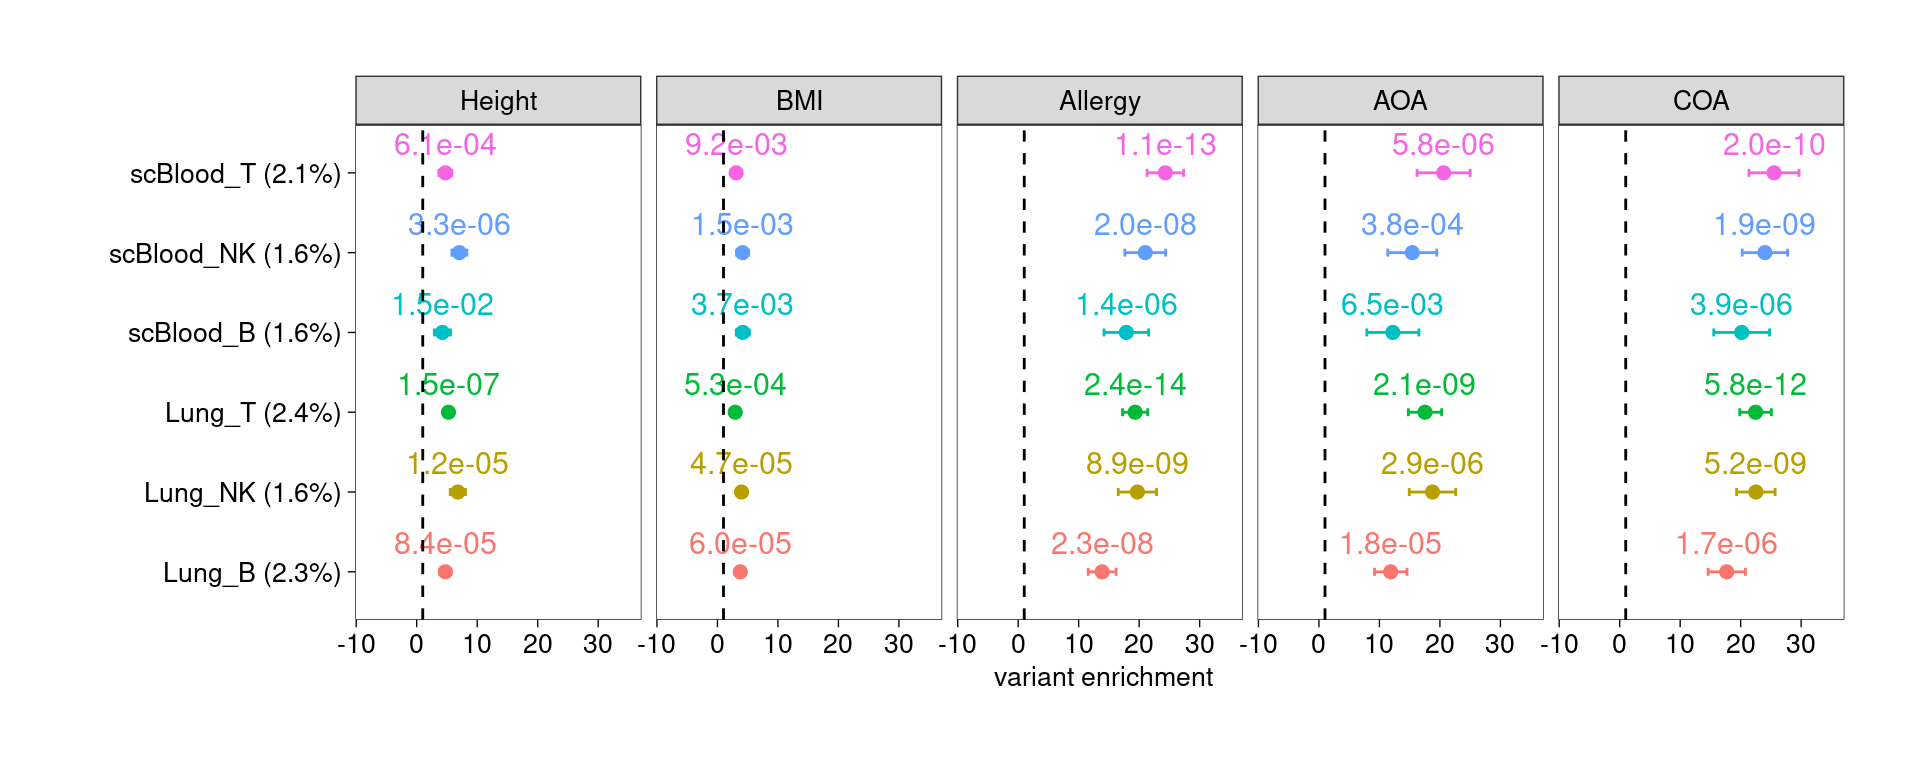 Height BMI Allergy AOA COA
6.1e-04 9.2e-03 1.1e-13 5.8e-06 2.0e-10
scBlood_T (2.1%)
3.3e-06 1.5e-03 2.0e-08 3.8e-04 1.9e-09
scBlood_NK (1.6%)
1.5e-02 3.7e-03 1.4e-06 6.5e-03 3.9e-06
scBlood_B (1.6%)
1.5e-07 5.3e-04 2.4e-14 2.1e-09 5.8e-12
Lung_T (2.4%)
1.2e-05 4.7e-05 8.9e-09 2.9e-06 5.2e-09
Lung_NK (1.6%)
8.4e-05 6.0e-05 2.3e-08 1.8e-05 1.7e-06
Lung_B (2.3%)
-10 0 10 20 30 -10 0 10 20 30 -10 0 10 20 30 -10 0 10 20 30 -10 0 10 20 30
variant enrichment